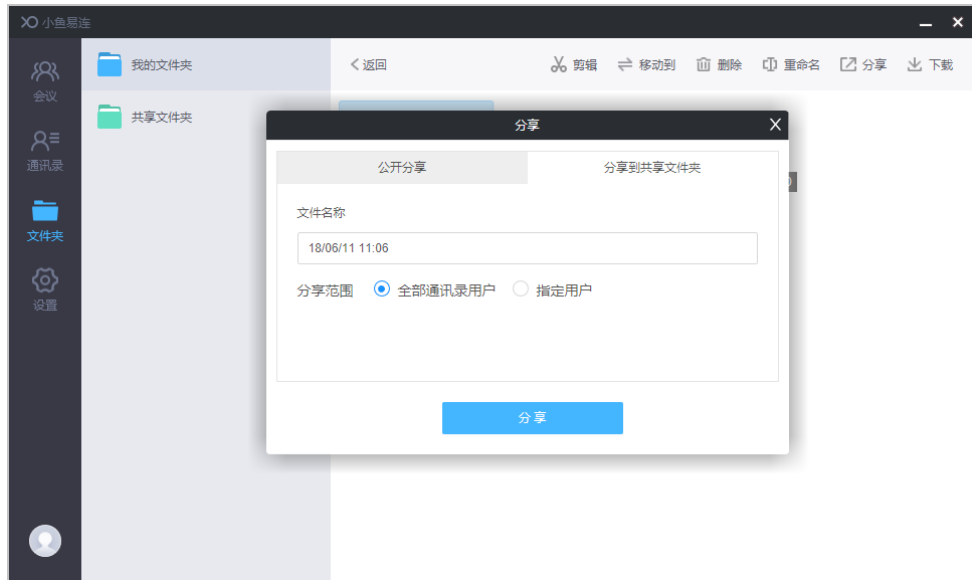 小鱼易连
会议
通讯录
文件夹
设置
我的文件夹
共享文件夹
返回 剪辑 移动到 删除 重命名 分享 下载
分享 X
公开分享 分享到共享文件夹
文件名称
18/06/11 11:06
分享范围 全部通讯录用户 指定用户
分享